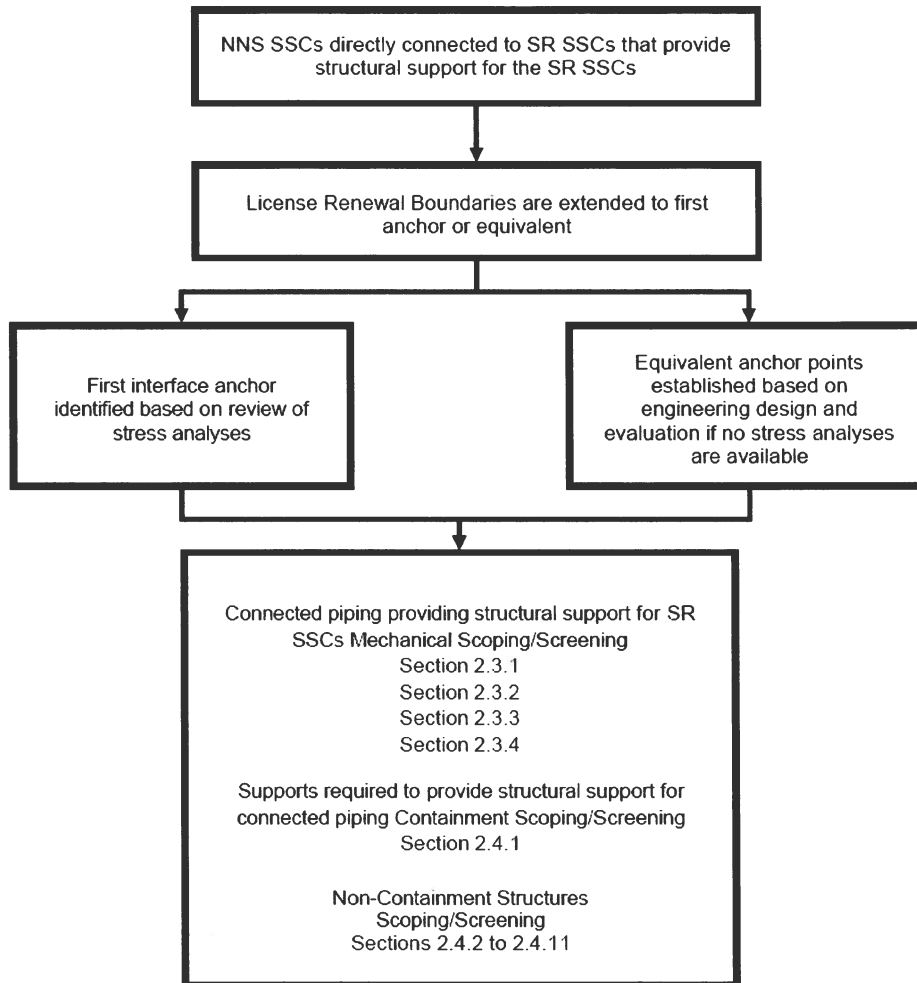 NNS SSCs directly connected to SR SSCs that provide
structural support for the SR SSCs
License Renewal Boundaries are extended to first
anchor or equivalent
First interface anchor
identified based on review of
stress analyses
Equivalent anchor points
established based on
engineering design and
evaluation if no stress analyses
are available
Connected piping providing structural support for SR
SSCs Mechanical Scoping/Screening
Section 2.3.1
Section 2.3.2
Section 2.3.3
Section 2.3.4
Supports required to provide structural support for
connected piping Containment Scoping/Screening
Section 2.4.1
Non-Containment Structures
Scoping/Screening
Sections 2.4.2 to 2.4.11